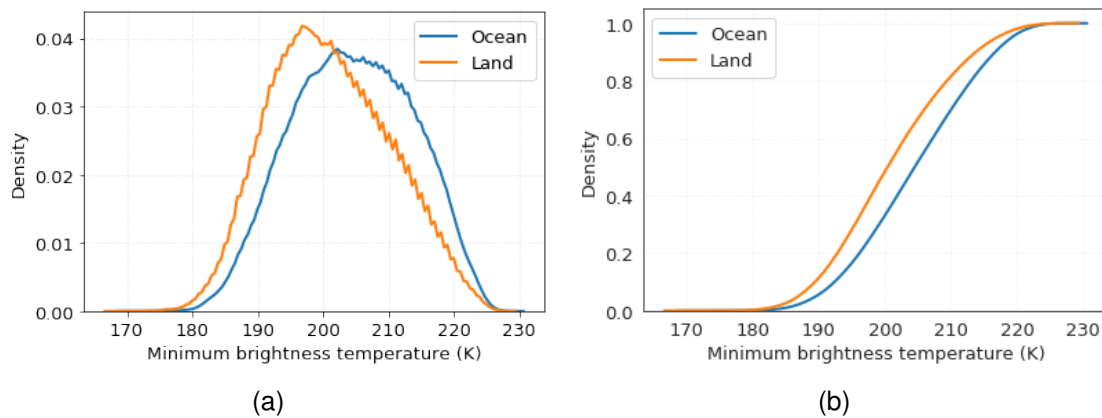 Density
0.04
0.03
0.02
0.01
0.00
Ocean
Land
170 180 190 200 210 220 230
Minimum brightness temperature (K)
(a)
Density
1.0
0.8
0.6
0.4
0.2
0.0
Ocean
Land
170 180 190 200 210 220 230
Minimum brightness temperature (K)
(b)